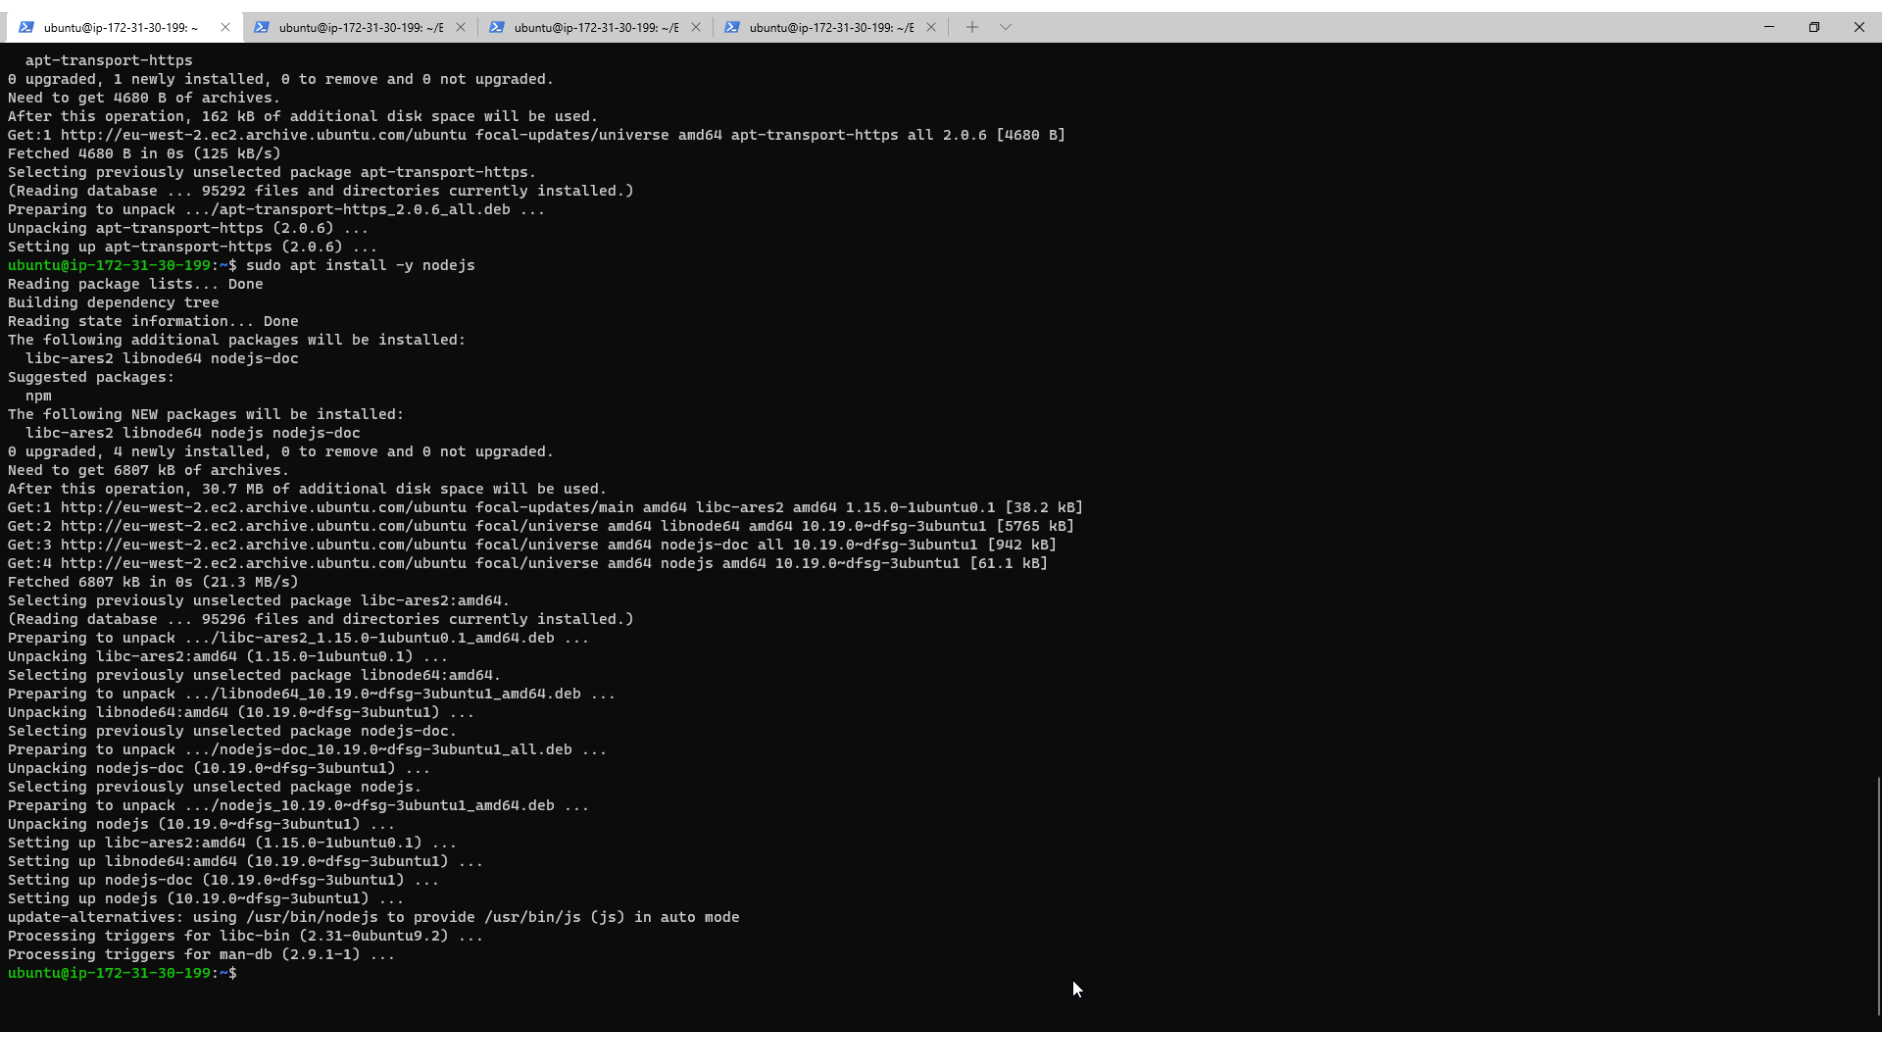 ubuntu@ip-172-31-30-199: ~
ubuntu@ip-172-31-30-199: ~/E
ubuntu@ip-172-31-30-199: ~/E
ubuntu@ip-172-31-30-199: ~/E
apt-transport-https
0 upgraded, 1 newly installed, 0 to remove and 0 not upgraded.
Need to get 4680 B of archives.
After this operation, 162 kB of additional disk space will be used.
Get:1 http://eu-west-2.ec2.archive.ubuntu.com/ubuntu focal-updates/universe amd64 apt-transport-https all 2.0.6 [4680 B]
Fetched 4680 B in 0s (125 kB/s)
Selecting previously unselected package apt-transport-https.
(Reading database ... 95292 files and directories currently installed.)
Preparing to unpack .../apt-transport-https_2.0.6_all.deb ...
Unpacking apt-transport-https (2.0.6) ...
Setting up apt-transport-https (2.0.6) ...
ubuntu@ip-172-31-30-199:~$ sudo apt install -y nodejs
Reading package lists... Done
Building dependency tree
Reading state information... Done
The following additional packages will be installed:
libc-ares2 libnode64 nodejs-doc
Suggested packages:
npm
The following NEW packages will be installed:
libc-ares2 libnode64 nodejs nodejs-doc
0 upgraded, 4 newly installed, 0 to remove and 0 not upgraded.
Need to get 6807 kB of archives.
After this operation, 30.7 MB of additional disk space will be used.
Get:1 http://eu-west-2.ec2.archive.ubuntu.com/ubuntu focal-updates/main amd64 libc-ares2 amd64 1.15.0-1ubuntu0.1 [38.2 kB]
Get:2 http://eu-west-2.ec2.archive.ubuntu.com/ubuntu focal/universe amd64 libnode64 amd64 10.19.0~dfsg-3ubuntu1 [5765 kB]
Get:3 http://eu-west-2.ec2.archive.ubuntu.com/ubuntu focal/universe amd64 nodejs-doc all 10.19.0~dfsg-3ubuntu1 [942 kB]
Get:4 http://eu-west-2.ec2.archive.ubuntu.com/ubuntu focal/universe amd64 nodejs amd64 10.19.0~dfsg-3ubuntu1 [61.1 kB]
Fetched 6807 kB in 0s (21.3 MB/s)
Selecting previously unselected package libc-ares2:amd64.
(Reading database ... 95296 files and directories currently installed.)
Preparing to unpack .../libc-ares2_1.15.0-1ubuntu0.1_amd64.deb ...
Unpacking libc-ares2:amd64 (1.15.0-1ubuntu0.1) ...
Selecting previously unselected package libnode64:amd64.
Preparing to unpack .../libnode64_10.19.0~dfsg-3ubuntu1_amd64.deb ...
Unpacking libnode64:amd64 (10.19.0~dfsg-3ubuntu1) ...
Selecting previously unselected package nodejs-doc.
Preparing to unpack .../nodejs-doc_10.19.0~dfsg-3ubuntu1_all.deb ...
Unpacking nodejs-doc (10.19.0~dfsg-3ubuntu1) ...
Selecting previously unselected package nodejs.
Preparing to unpack .../nodejs_10.19.0~dfsg-3ubuntu1_amd64.deb ...
Unpacking nodejs (10.19.0~dfsg-3ubuntu1) ...
Setting up libc-ares2:amd64 (1.15.0-1ubuntu0.1) ...
Setting up libnode64:amd64 (10.19.0~dfsg-3ubuntu1) ...
Setting up nodejs-doc (10.19.0~dfsg-3ubuntu1) ...
Setting up nodejs (10.19.0~dfsg-3ubuntu1) ...
update-alternatives: using /usr/bin/nodejs to provide /usr/bin/js (js) in auto mode
Processing triggers for libc-bin (2.31-0ubuntu9.2) ...
Processing triggers for man-db (2.9.1-1) ...
ubuntu@ip-172-31-30-199:~$